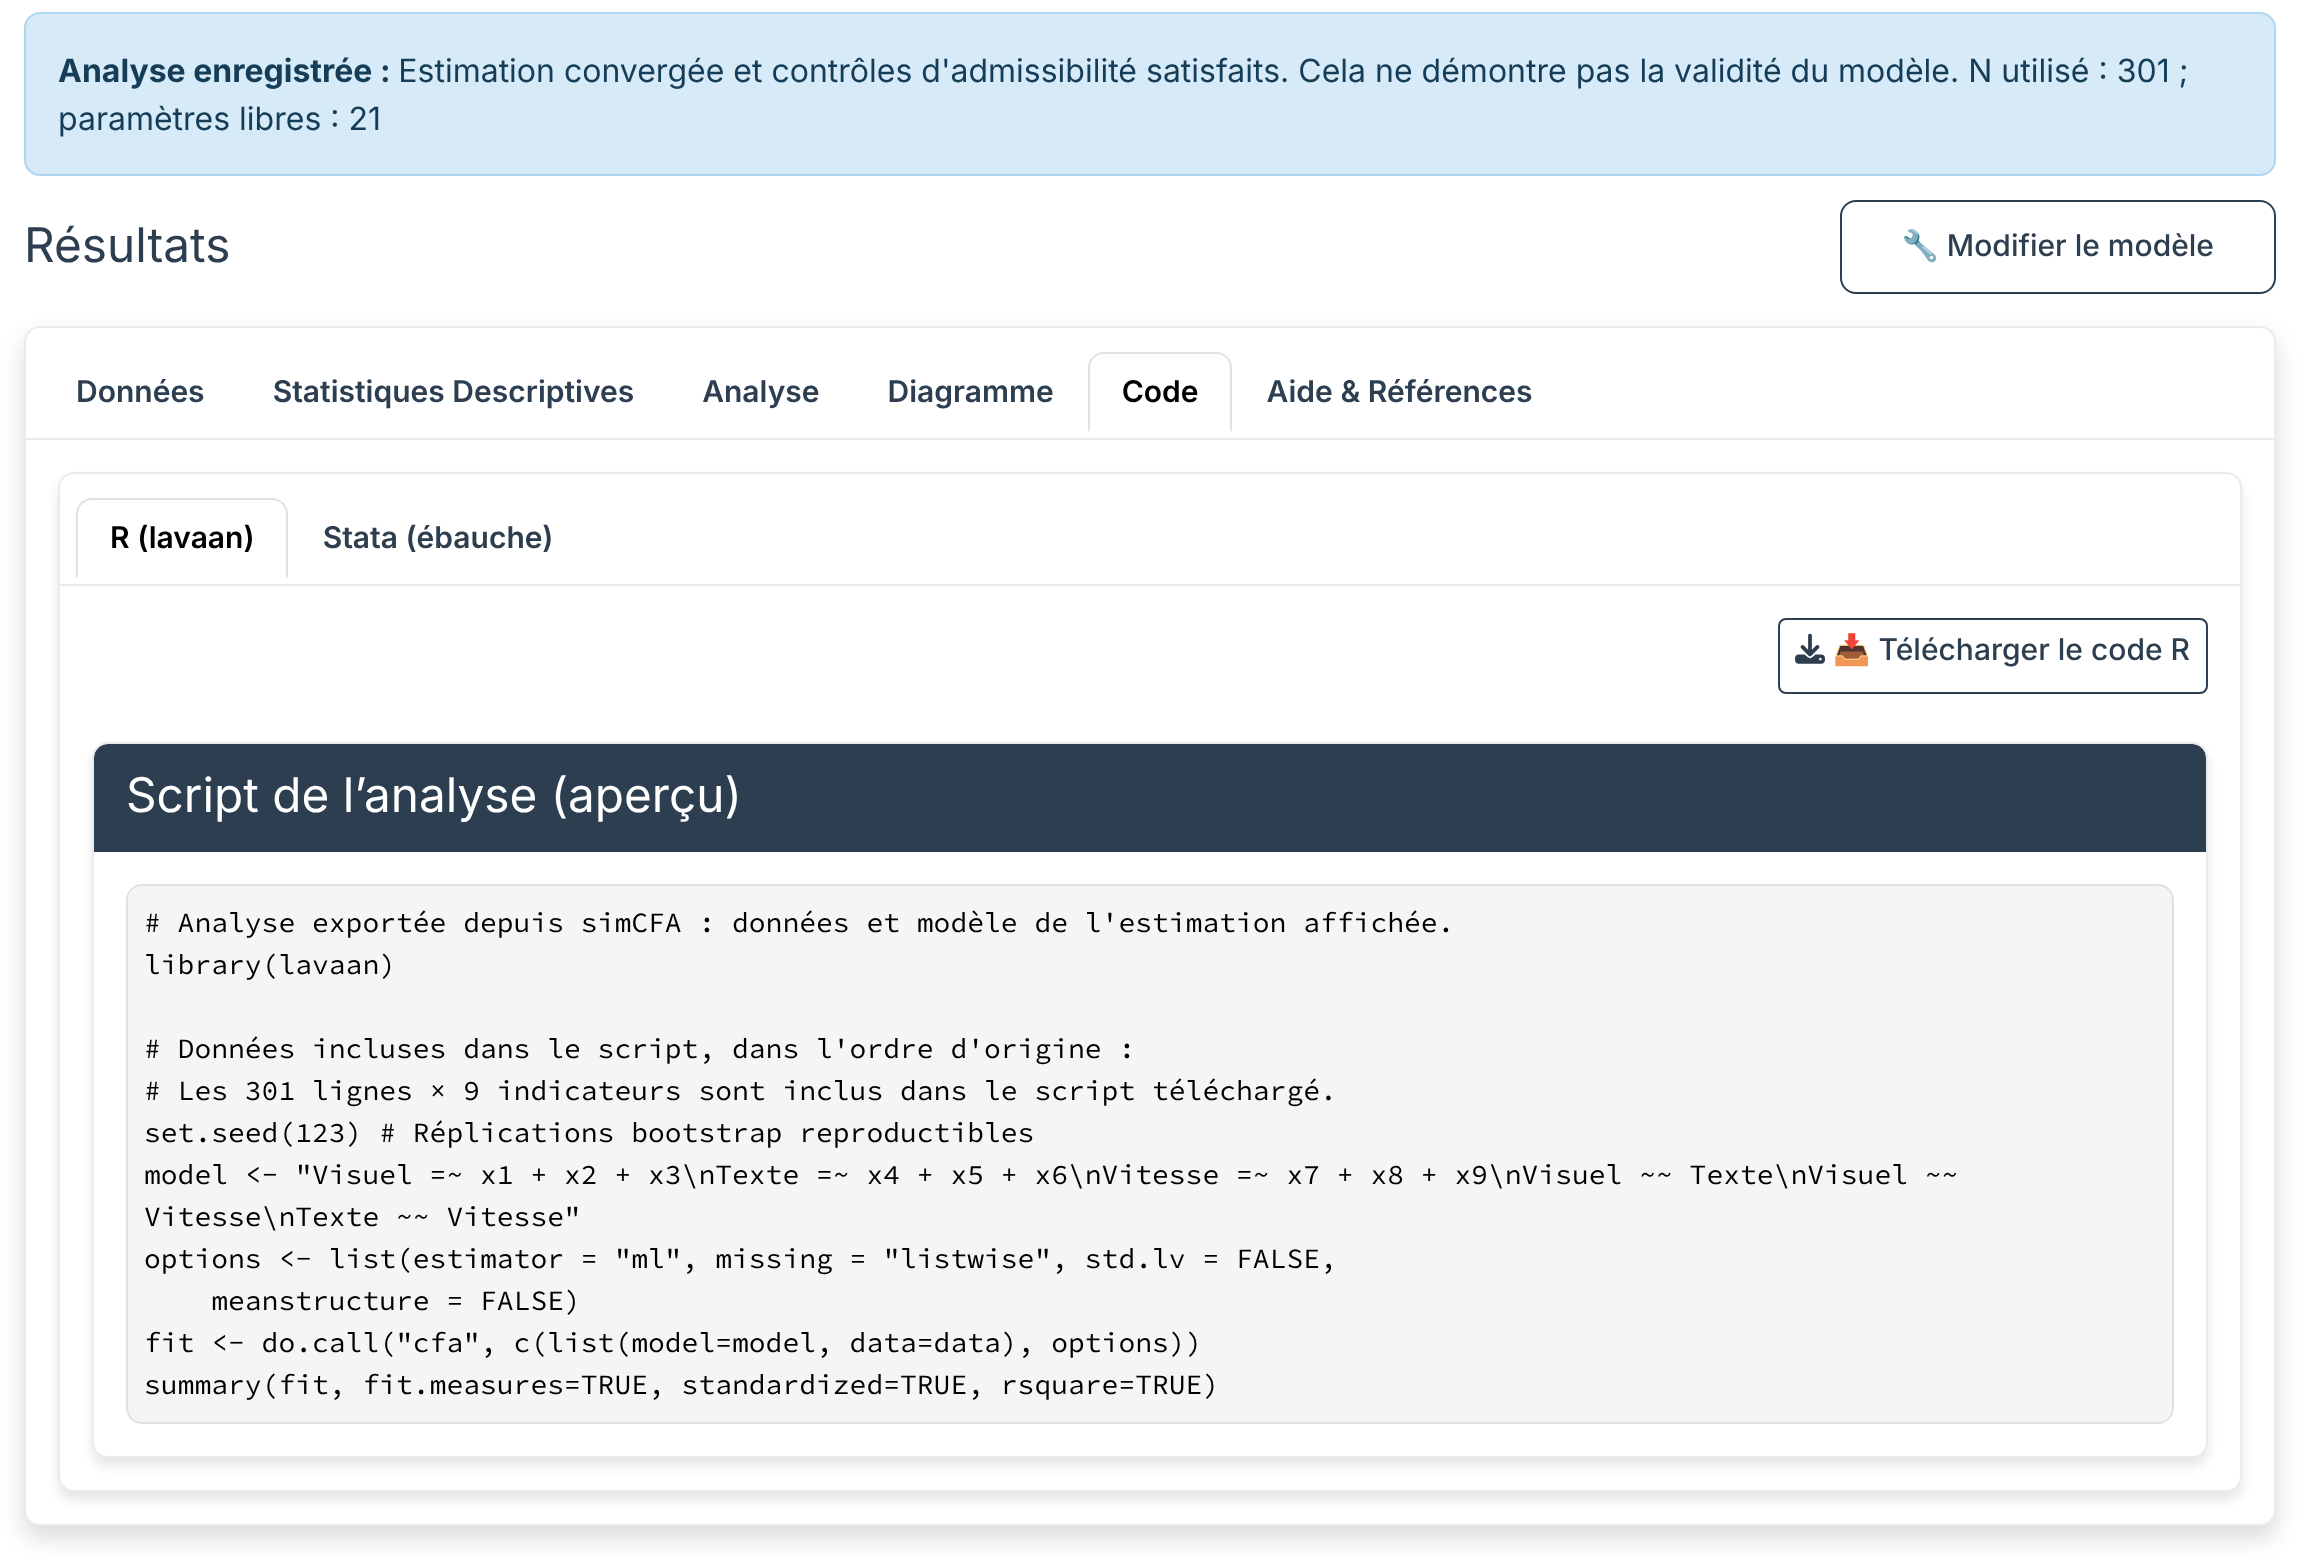 Analyse enregistrée : Estimation convergée et contrôles d'admissibilité satisfaits. Cela ne démontre pas la validité du modèle. N utilisé : 301 ;
paramètres libres : 21
Résultats
🔧 Modifier le modèle
Données
Statistiques Descriptives
Analyse
Diagramme
Code
Aide & Références
R (lavaan)
Stata (ébauche)
📥 Télécharger le code R
Script de l’analyse (aperçu)
# Analyse exportée depuis simCFA : données et modèle de l'estimation affichée.
library(lavaan)
# Données incluses dans le script, dans l'ordre d'origine :
# Les 301 lignes × 9 indicateurs sont inclus dans le script téléchargé.
set.seed(123) # Réplications bootstrap reproductibles
model <- "Visuel =~ x1 + x2 + x3\nTexte =~ x4 + x5 + x6\nVitesse =~ x7 + x8 + x9\nVisuel ~~ Texte\nVisuel ~~
Vitesse\nTexte ~~ Vitesse"
options <- list(estimator = "ml", missing = "listwise", std.lv = FALSE,
    meanstructure = FALSE)
fit <- do.call("cfa", c(list(model=model, data=data), options))
summary(fit, fit.measures=TRUE, standardized=TRUE, rsquare=TRUE)